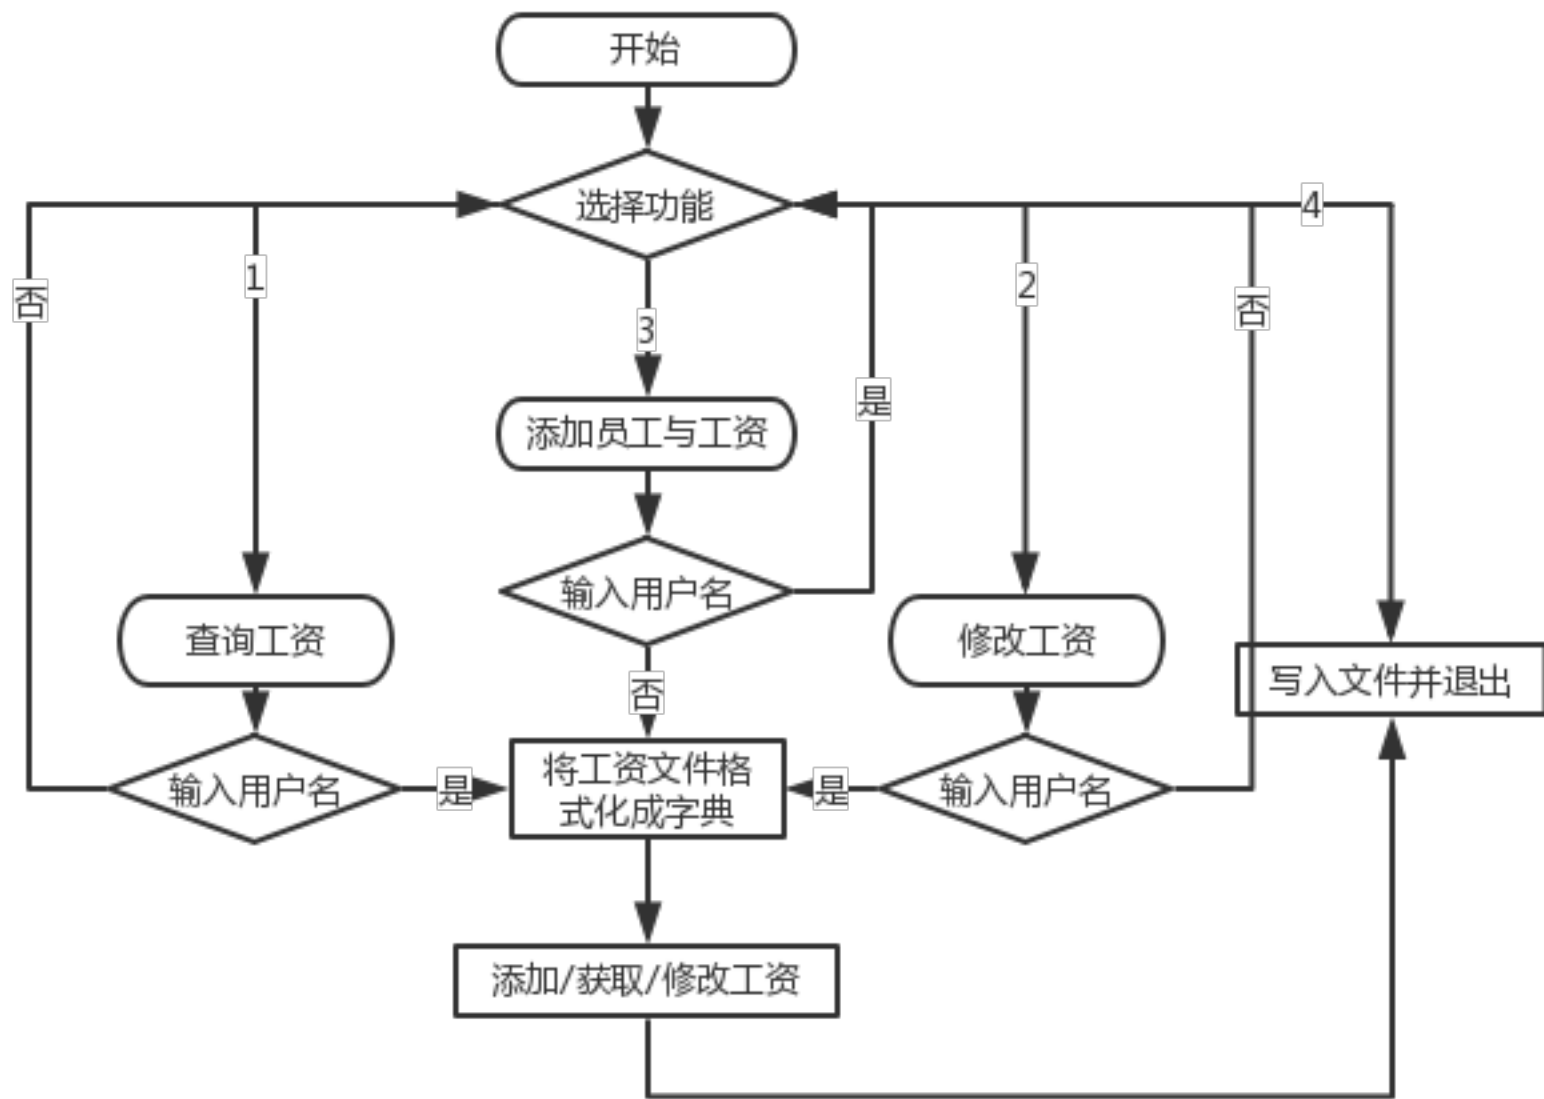 开始
选择功能
4
1
2
否
否
3
是
添加员工与工资
输入用户名
查询工资
修改工资
写入文件并退出
否
将工资文件格
式化成字典
输入用户名
是
是
输入用户名
添加/获取/修改工资